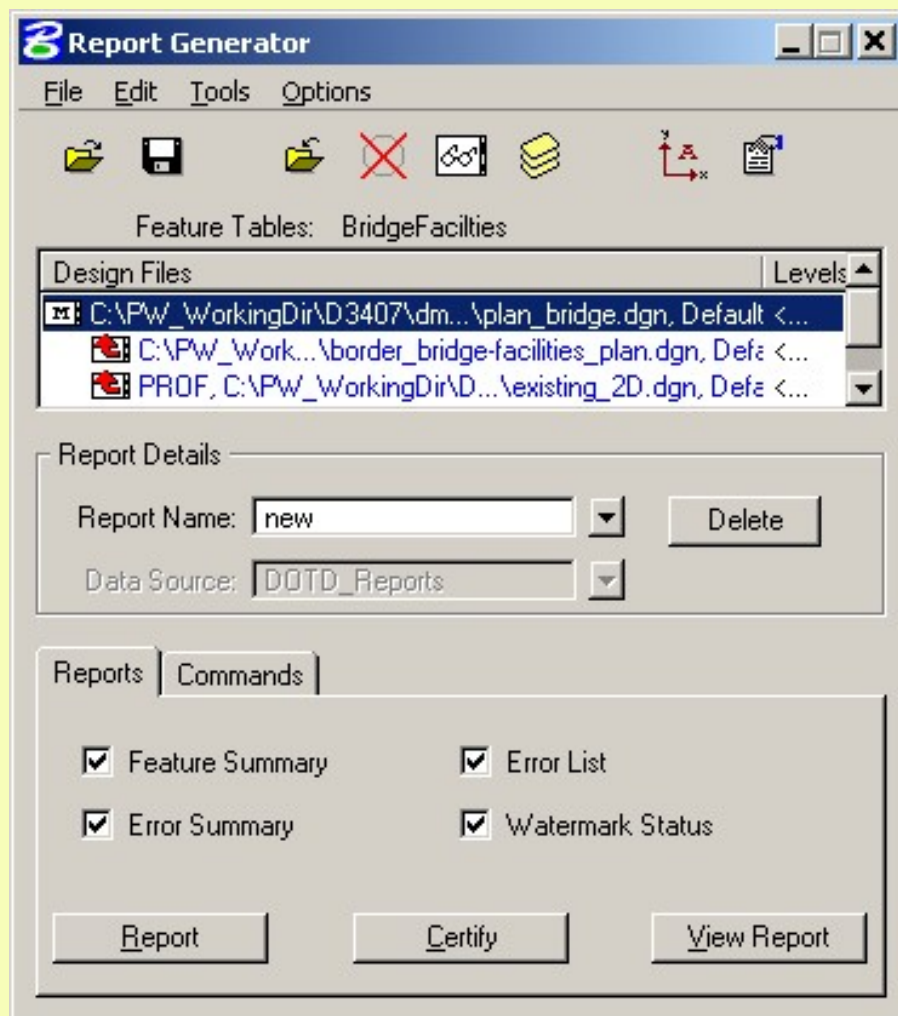 Report Generator
File Edit Tools Options
Feature Tables: BridgeFacilties
Design Files Levels
M C:\PW_WorkingDir\D3407\dm...\plan_bridge.dgn, Default <...
C:\PW_Work...\border_bridge-facilities_plan.dgn, Defa <...
PROF, C:\PW_WorkingDir\D...\existing_2D.dgn, Defa <...
Report Details
Report Name: new Delete
Data Source: DOTD_Reports
Reports Commands
Feature Summary Error List
Error Summary Watermark Status
Report Certify View Report